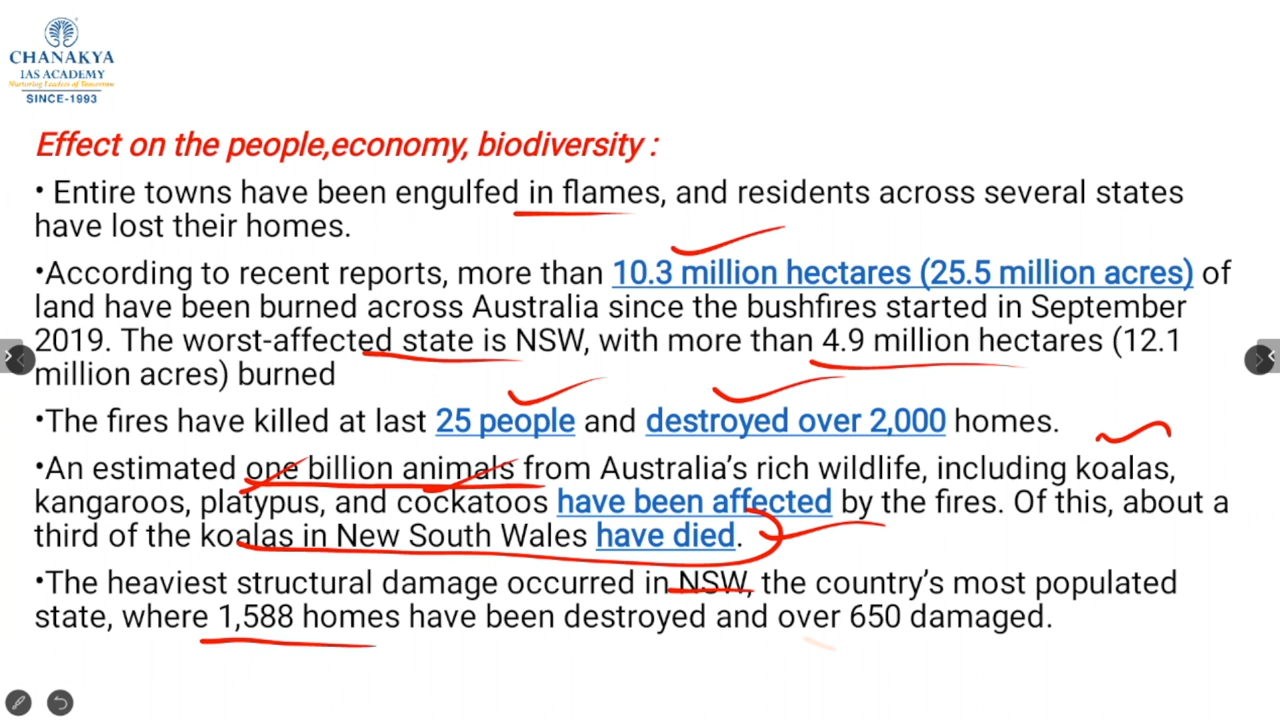 CHANAKYA
IAS ACADEMY
Nurturing Leaders of Tomorrow
SINCE-1993
Effect on the people,economy, biodiversity :
• Entire towns have been engulfed in flames, and residents across several states
have lost their homes.
•According to recent reports, more than 10.3 million hectares (25.5 million acres) of
land have been burned across Australia since the bushfires started in September
2019. The worst-affected state is NSW, with more than 4.9 million hectares (12.1
million acres) burned
•The fires have killed at last 25 people and destroyed over 2,000 homes.
•An estimated one billion animals from Australia's rich wildlife, including koalas,
kangaroos, platypus, and cockatoos have been affected by the fires. Of this, about a
third of the koalas in New South Wales have died.
•The heaviest structural damage occurred in NSW, the country's most populated
state, where 1,588 homes have been destroyed and over 650 damaged.